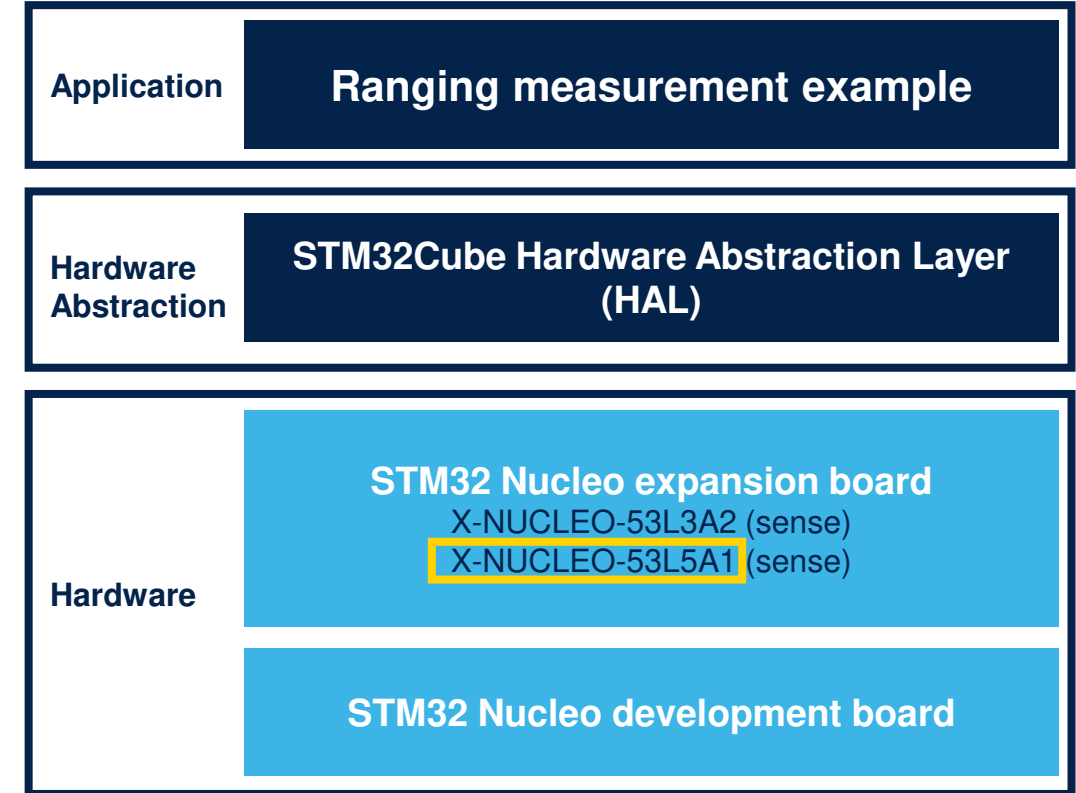 Application
Ranging measurement example
Hardware
Abstraction
STM32Cube Hardware Abstraction Layer
(HAL)
Hardware
STM32 Nucleo expansion board
X-NUCLEO-53L3A2 (sense)
X-NUCLEO-53L5A1 (sense)
STM32 Nucleo development board